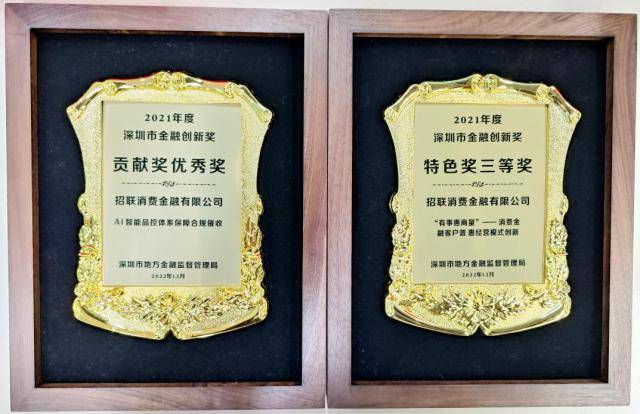 2021年度
深圳市金融创新奖
贡献奖优秀奖
招联消费金融有限公司
AI智能品控体系保障合规催收
深圳市地方金融监督管理局
2022年12月
2021年度
深圳市金融创新奖
特色奖三等奖
招联消费金融有限公司
“有事惠商量”——消费金
融客户普惠经营模式创新
深圳市地方金融监督管理局
2022年12月